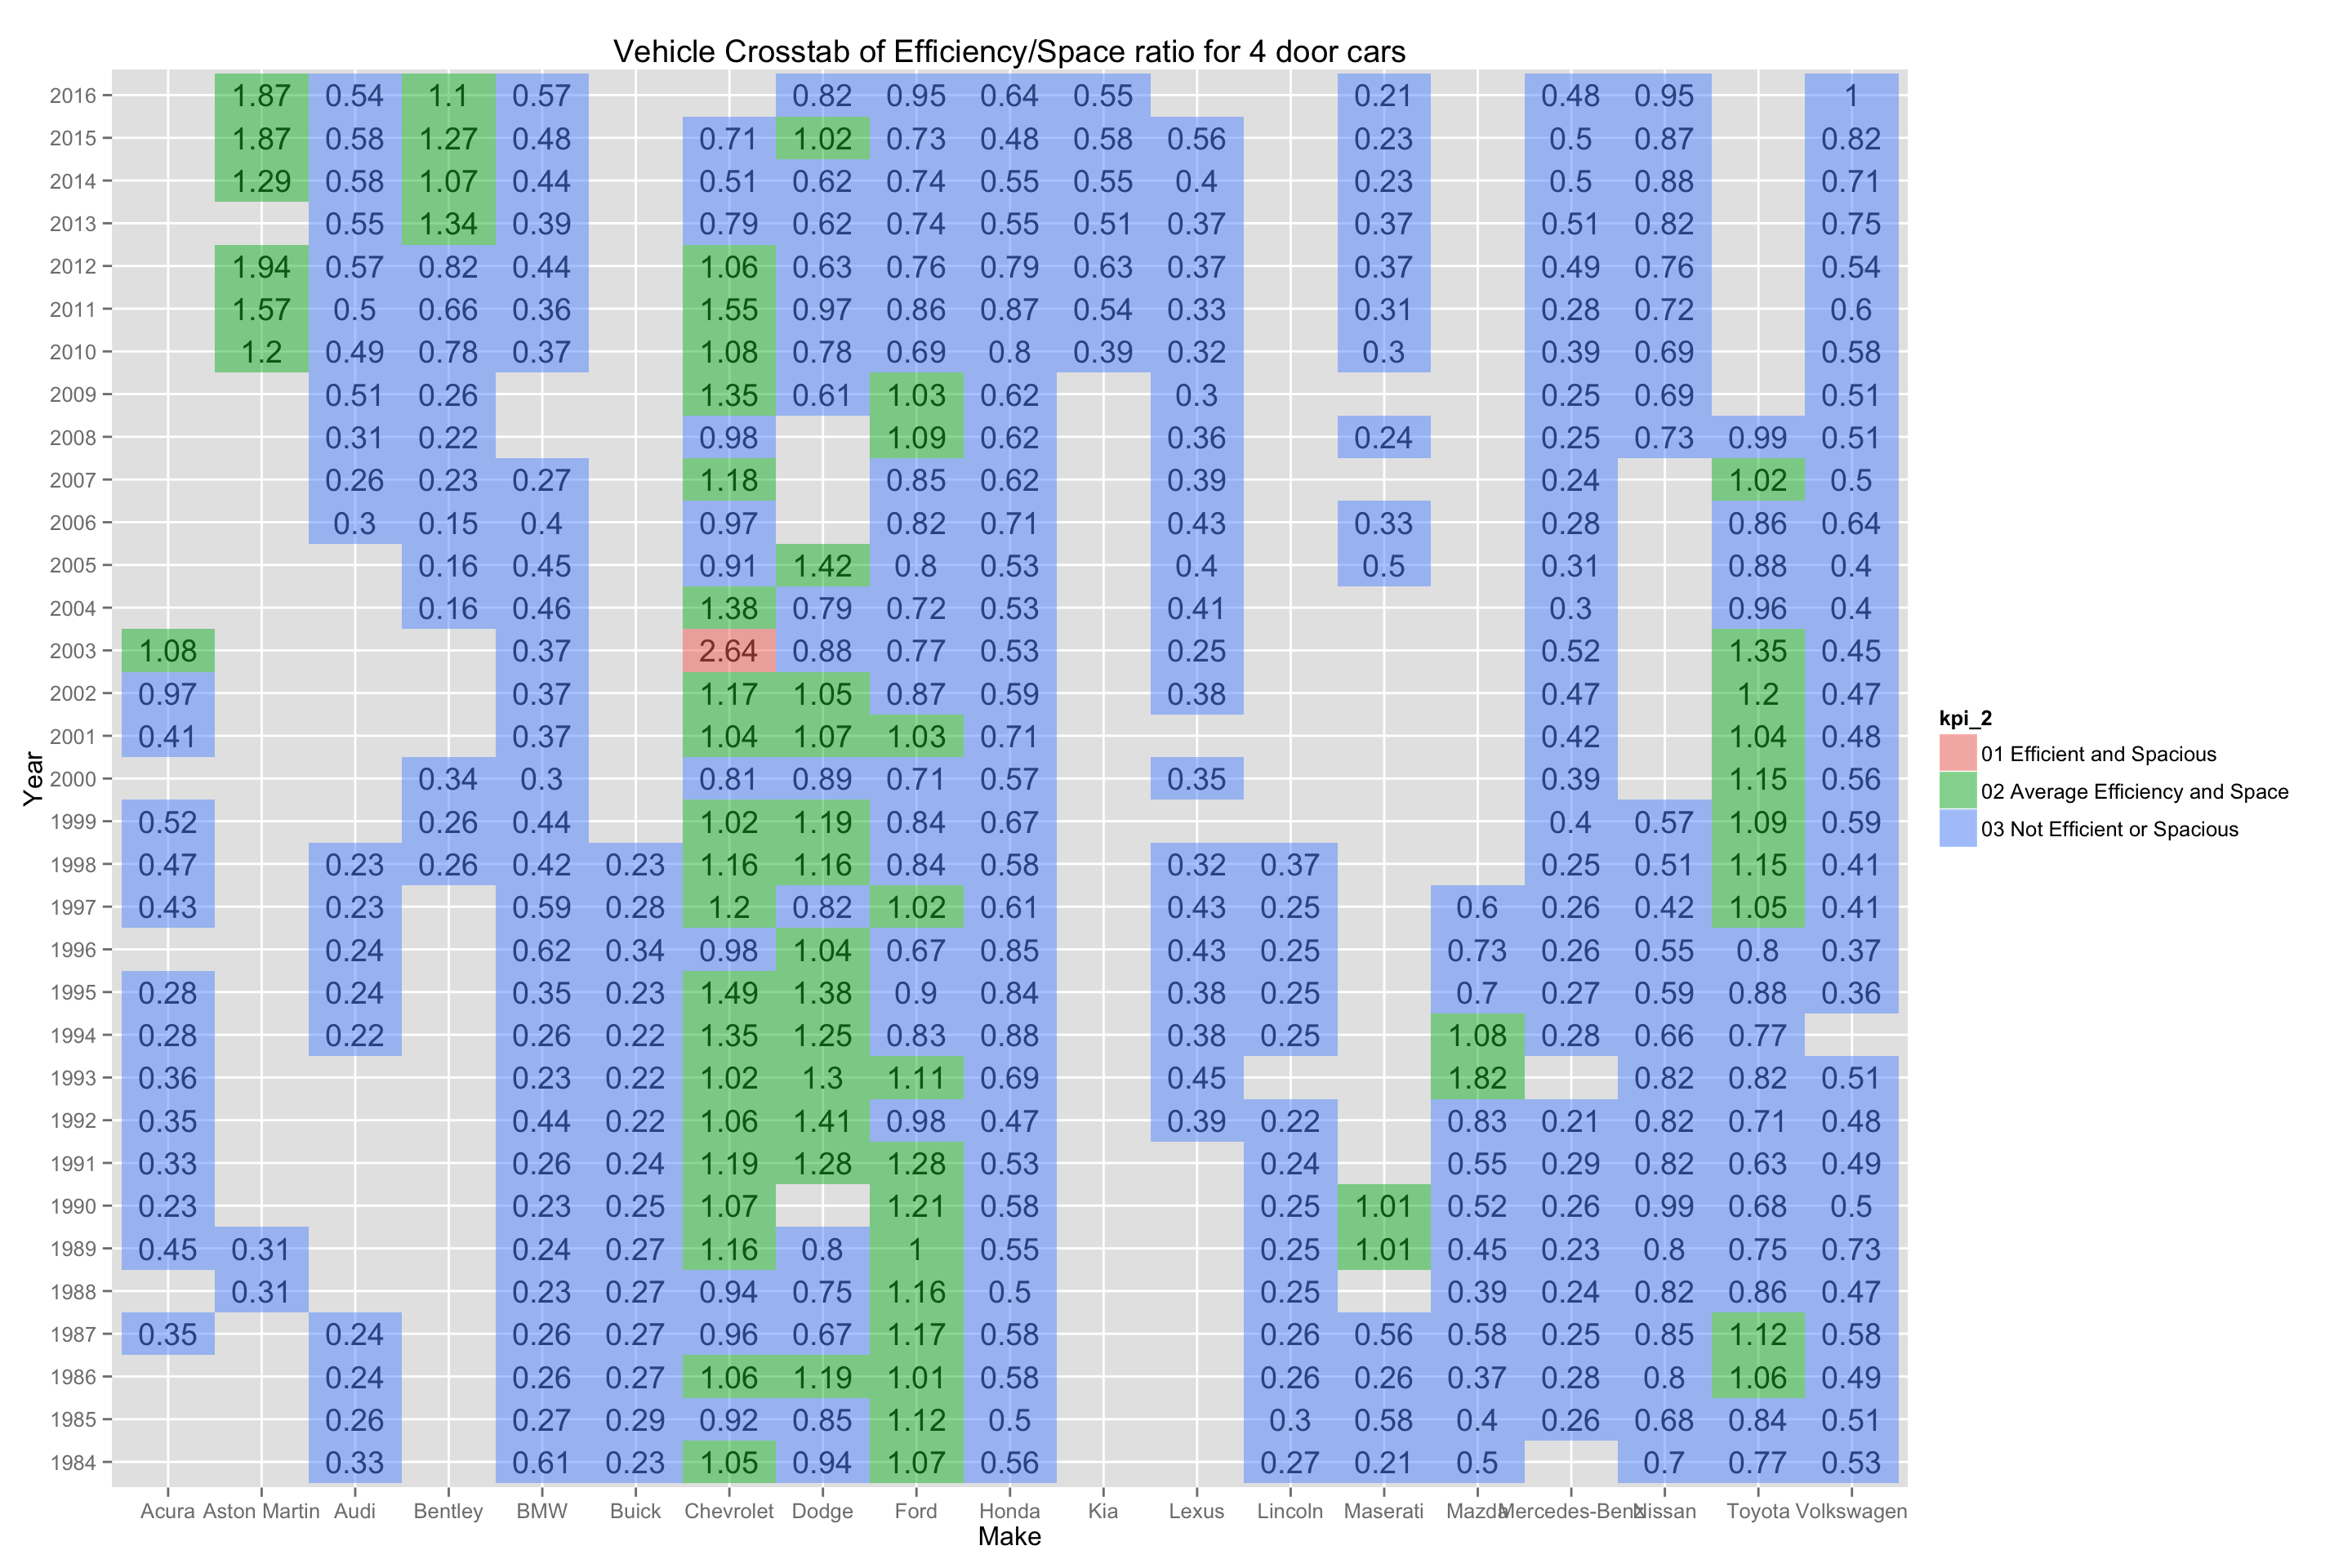 Vehicle Crosstab of Efficiency/Space ratio for 4 door cars
2016 1.87 0.54 1.1 0.57 0.82 0.95 0.64 0.55 0.21 0.48 0.95 1
2015 1.87 0.58 1.27 0.48 0.71 1.02 0.73 0.48 0.58 0.56 0.23 0.5 0.87 0.82
2014 1.29 0.58 1.07 0.44 0.51 0.62 0.74 0.55 0.55 0.4 0.23 0.5 0.88 0.71
2013 0.55 1.34 0.39 0.79 0.62 0.74 0.55 0.51 0.37 0.37 0.51 0.82 0.75
2012 1.94 0.57 0.82 0.44 1.06 0.63 0.76 0.79 0.63 0.37 0.37 0.49 0.76 0.54
2011 1.57 0.5 0.66 0.36 1.55 0.97 0.86 0.87 0.54 0.33 0.31 0.28 0.72 0.6
2010 1.2 0.49 0.78 0.37 1.08 0.78 0.69 0.8 0.39 0.32 0.3 0.39 0.69 0.58
2009 0.51 0.26 1.35 0.61 1.03 0.62 0.3 0.25 0.69 0.51
2008 0.31 0.22 0.98 1.09 0.62 0.36 0.24 0.25 0.73 0.99 0.51
2007 0.26 0.23 0.27 1.18 0.85 0.62 0.39 0.24 1.02 0.5
2006 0.3 0.15 0.4 0.97 0.82 0.71 0.43 0.33 0.28 0.86 0.64
2005 0.16 0.45 0.91 1.42 0.8 0.53 0.4 0.5 0.31 0.88 0.4
2004 0.16 0.46 1.38 0.79 0.72 0.53 0.41 0.3 0.96 0.4
2003 1.08 0.37 2.64 0.88 0.77 0.53 0.25 0.52 1.35 0.45
2002 0.97 0.37 1.17 1.05 0.87 0.59 0.38 0.47 1.2 0.47
2001 0.41 0.37 1.04 1.07 1.03 0.71 0.42 1.04 0.48
2000 0.34 0.3 0.81 0.89 0.71 0.57 0.35 0.39 1.15 0.56
1999 0.52 0.26 0.44 1.02 1.19 0.84 0.67 0.4 0.57 1.09 0.59
1998 0.47 0.23 0.26 0.42 0.23 1.16 1.16 0.84 0.58 0.32 0.37 0.25 0.51 1.15 0.41
1997 0.43 0.23 0.59 0.28 1.2 0.82 1.02 0.61 0.43 0.25 0.6 0.26 0.42 1.05 0.41
1996 0.24 0.62 0.34 0.98 1.04 0.67 0.85 0.43 0.25 0.73 0.26 0.55 0.8 0.37
1995 0.28 0.24 0.35 0.23 1.49 1.38 0.9 0.84 0.38 0.25 0.7 0.27 0.59 0.88 0.36
1994 0.28 0.22 0.26 0.22 1.35 1.25 0.83 0.88 0.38 0.25 1.08 0.28 0.66 0.77
1993 0.36 0.23 0.22 1.02 1.3 1.11 0.69 0.45 1.82 0.82 0.82 0.51
1992 0.35 0.44 0.22 1.06 1.41 0.98 0.47 0.39 0.22 0.83 0.21 0.82 0.71 0.48
1991 0.33 0.26 0.24 1.19 1.28 1.28 0.53 0.24 0.55 0.29 0.82 0.63 0.49
1990 0.23 0.23 0.25 1.07 1.21 0.58 0.25 1.01 0.52 0.26 0.99 0.68 0.5
1989 0.45 0.31 0.24 0.27 1.16 0.8 1 0.55 0.25 1.01 0.45 0.23 0.8 0.75 0.73
1988 0.31 0.23 0.27 0.94 0.75 1.16 0.5 0.25 0.39 0.24 0.82 0.86 0.47
1987 0.35 0.24 0.26 0.27 0.96 0.67 1.17 0.58 0.26 0.56 0.58 0.25 0.85 1.12 0.58
1986 0.24 0.26 0.27 1.06 1.19 1.01 0.58 0.26 0.26 0.37 0.28 0.8 1.06 0.49
1985 0.26 0.27 0.29 0.92 0.85 1.12 0.5 0.3 0.58 0.4 0.26 0.68 0.84 0.51
1984 0.33 0.61 0.23 1.05 0.94 1.07 0.56 0.27 0.21 0.5 0.7 0.77 0.53
Acura Aston Martin Audi Bentley BMW Buick Chevrolet Dodge Ford Honda Kia Lexus Lincoln Maserati Mazda Mercedes-Benz Nissan Toyota Volkswagen
Make
Year
kpi_2
01 Efficient and Spacious
02 Average Efficiency and Space
03 Not Efficient or Spacious